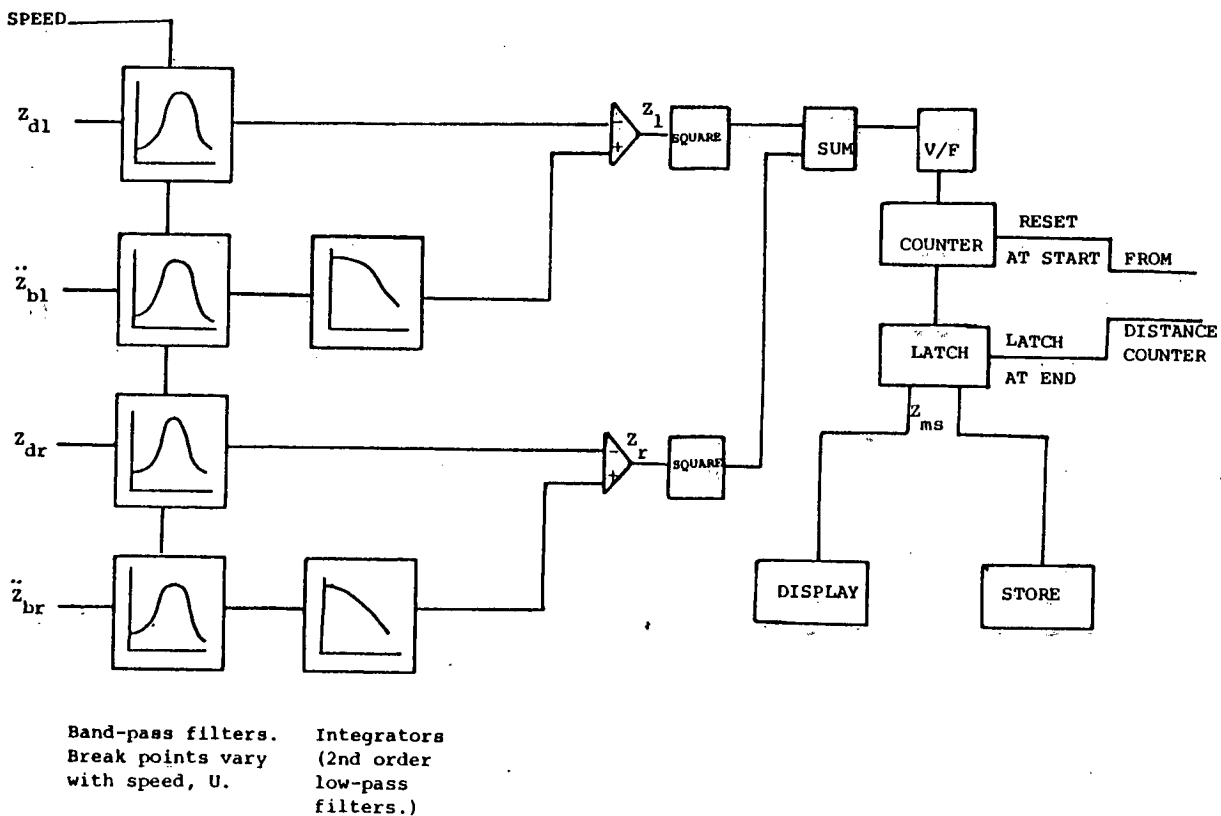 SPEED
Z_dl
Z_l
SQUARE
SUM
V/F
COUNTER
RESET
AT START
FROM
Z̈_bl
LATCH
LATCH
AT END
DISTANCE
COUNTER
Z_ms
Z_dr
Z_r
SQUARE
Z̈_br
DISPLAY
STORE
Band-pass filters.
Break points vary
with speed, U.
Integrators
(2nd order
low-pass
filters.)